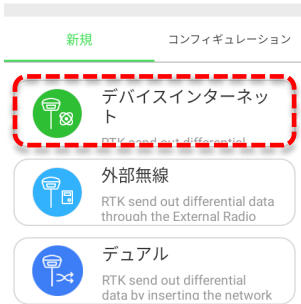 新規
コンフィギュレーション
デバイスインターネッ
ト
RTK send out differential
外部無線
RTK send out differential data
through the External Radio
デュアル
RTK send out differential
data by inserting the network